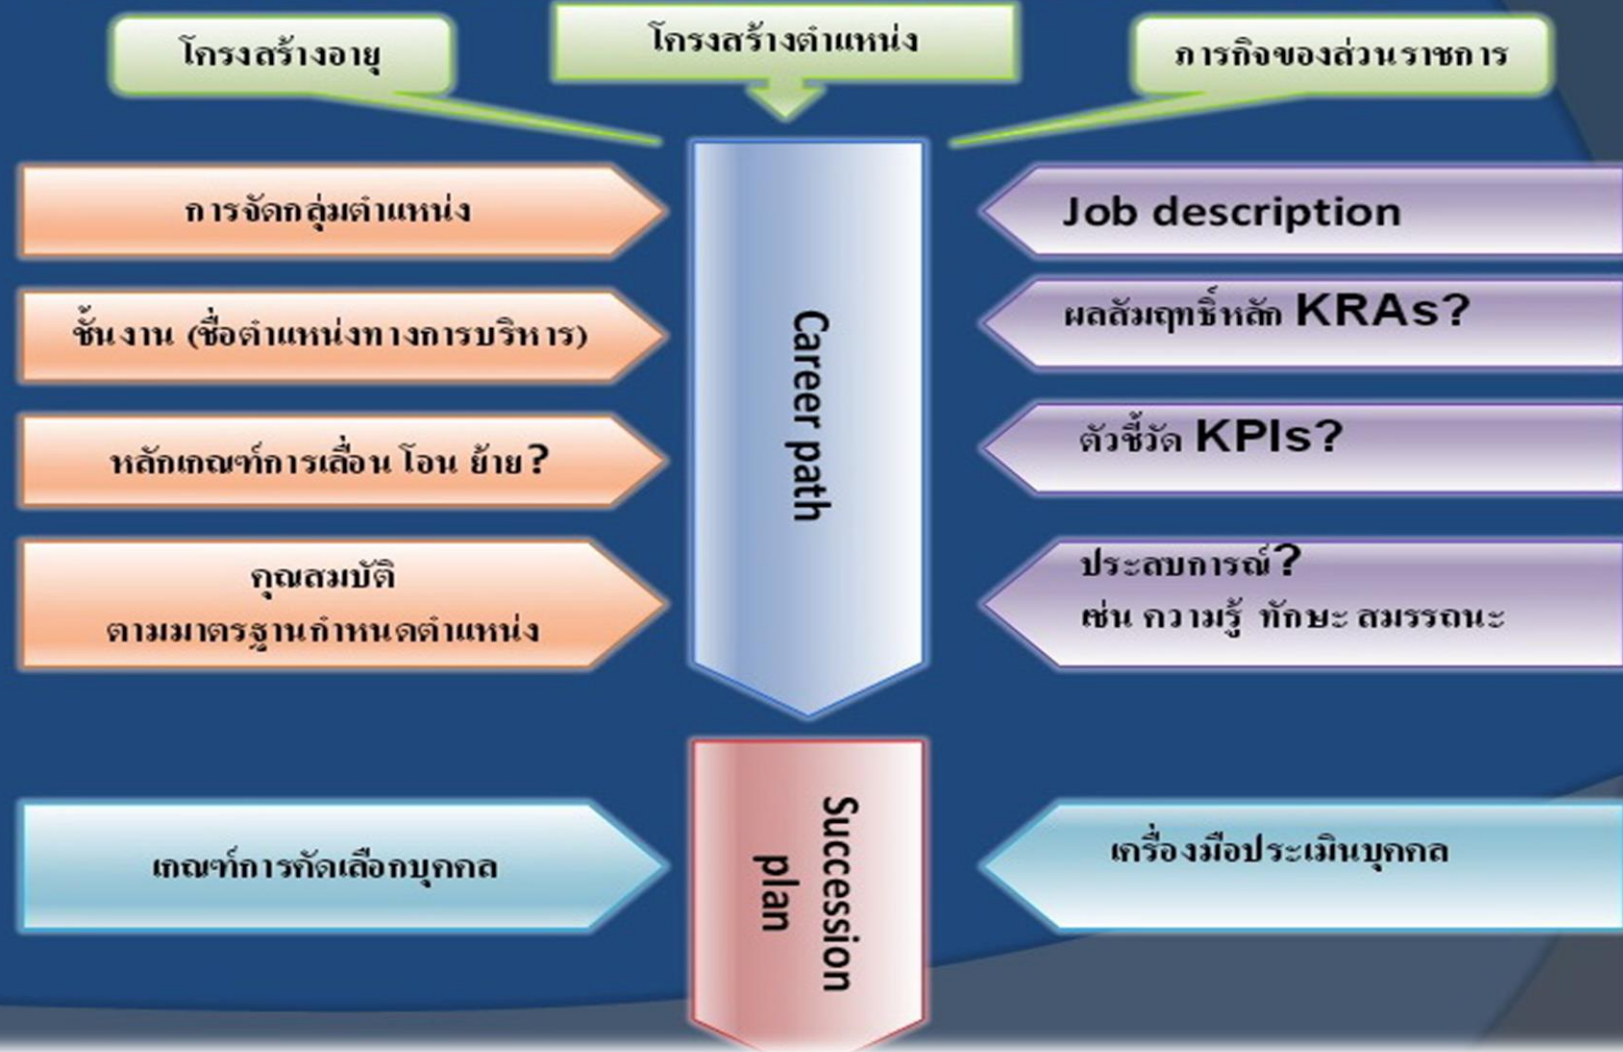 โครงสร้างอายุ
โครงสร้างตำแหน่ง
ภารกิจของส่วนราชการ
การจัดกลุ่มตำแหน่ง
ชั้นงาน (ชื่อตำแหน่งทางการบริหาร)
หลักเกณฑ์การเลื่อน โอน ย้าย?
คุณสมบัติ
ตามมาตรฐานกำหนดตำแหน่ง
Career path
Job description
ผลสัมฤทธิ์หลัก KRAs?
ตัวชี้วัด KPIs?
ประสบการณ์?
เช่น ความรู้ ทักษะ สมรรถนะ
เกณฑ์การคัดเลือกบุคคล
Succession
plan
เครื่องมือประเมินบุคคล